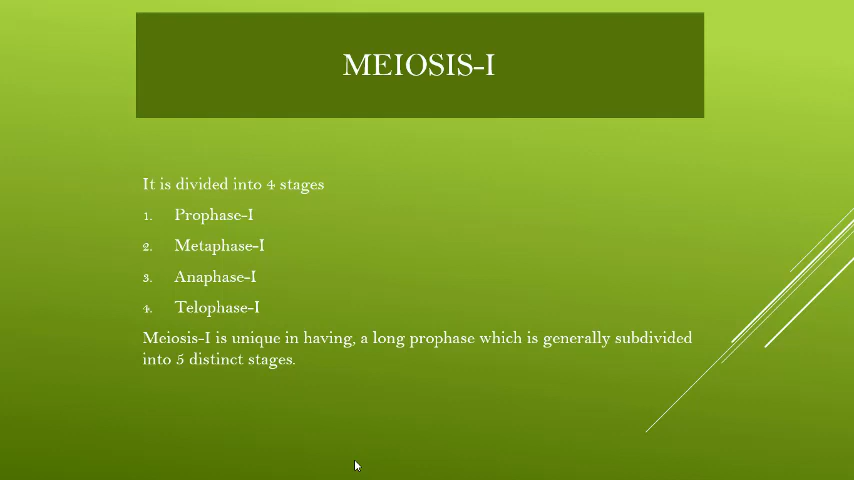 MEIOSIS-I
It is divided into 4 stages
1. Prophase-I
2. Metaphase-I
3. Anaphase-I
4. Telophase-I
Meiosis-I is unique in having, a long prophase which is generally subdivided
into 5 distinct stages.